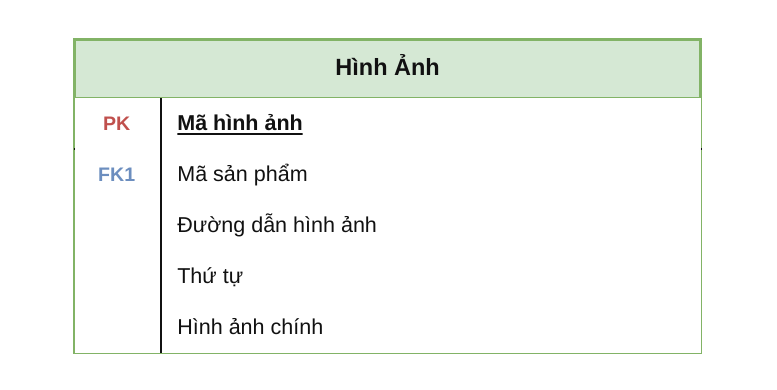 Hình Ảnh
PK Mã hình ảnh
FK1 Mã sản phẩm
Đường dẫn hình ảnh
Thứ tự
Hình ảnh chính